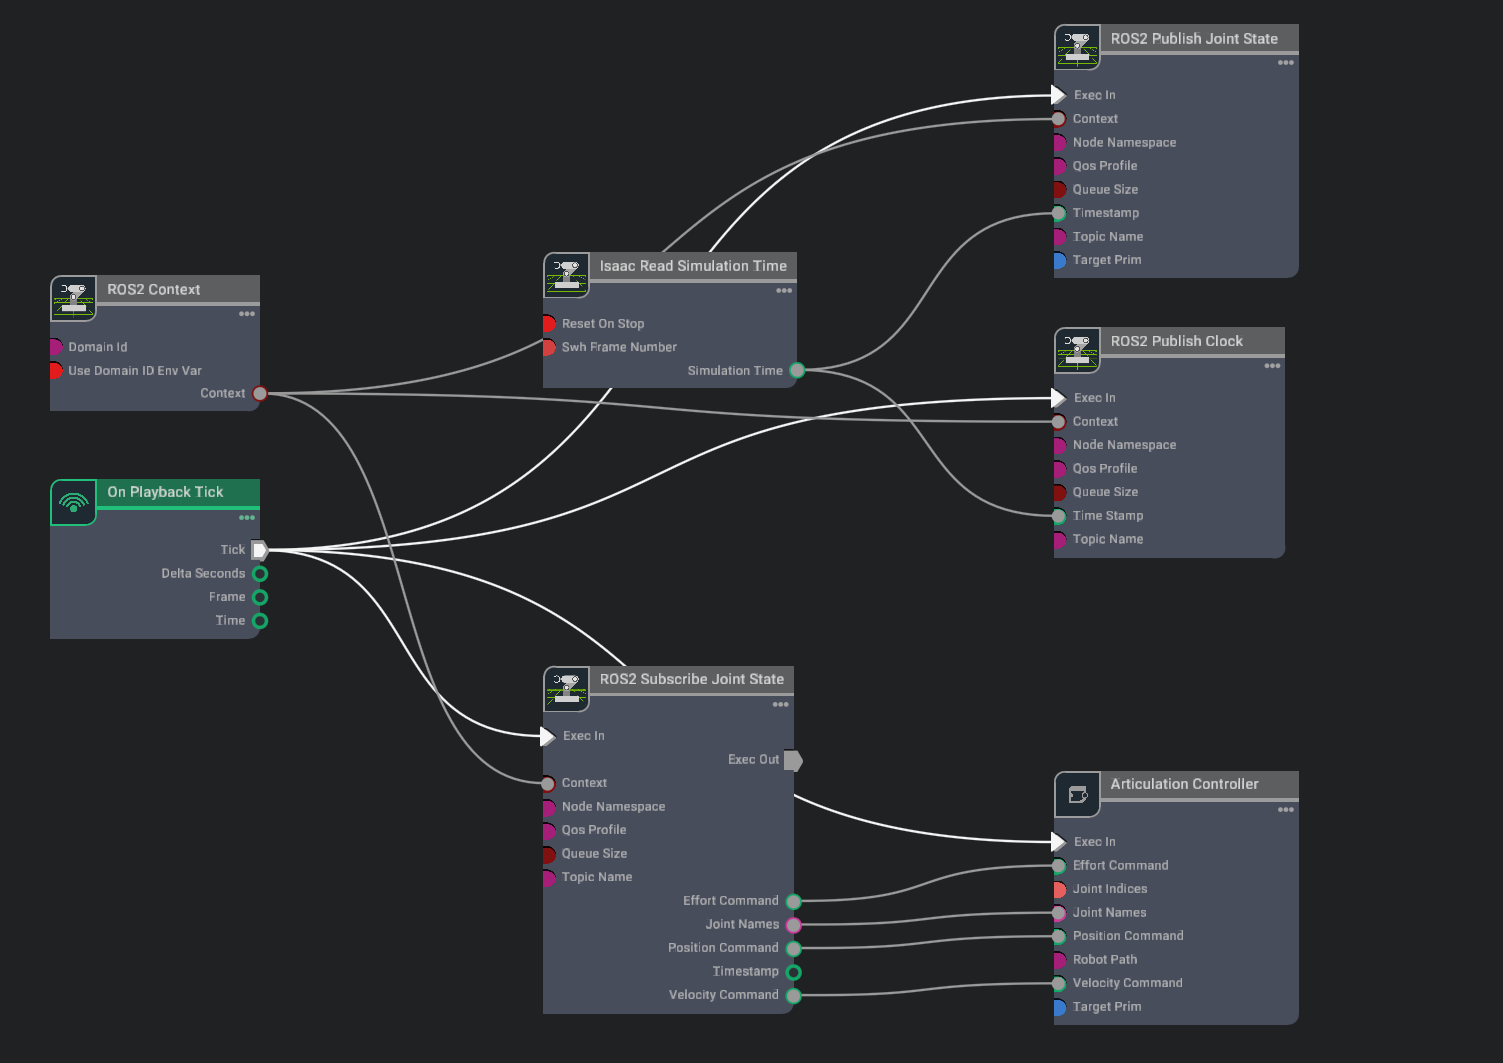 ROS2 Publish Joint State
Exec In
Context
Node Namespace
Qos Profile
Queue Size
Timestamp
Topic Name
Target Prim
Isaac Read Simulation Time
Reset On Stop
Swh Frame Number
Simulation Time
ROS2 Context
Domain Id
Use Domain ID Env Var
Context
ROS2 Publish Clock
Exec In
Context
Node Namespace
Qos Profile
Queue Size
Time Stamp
Topic Name
On Playback Tick
Tick
Delta Seconds
Frame
Time
ROS2 Subscribe Joint State
Exec In
Exec Out
Context
Node Namespace
Qos Profile
Queue Size
Topic Name
Effort Command
Joint Names
Position Command
Timestamp
Velocity Command
Articulation Controller
Exec In
Effort Command
Joint Indices
Joint Names
Position Command
Robot Path
Velocity Command
Target Prim